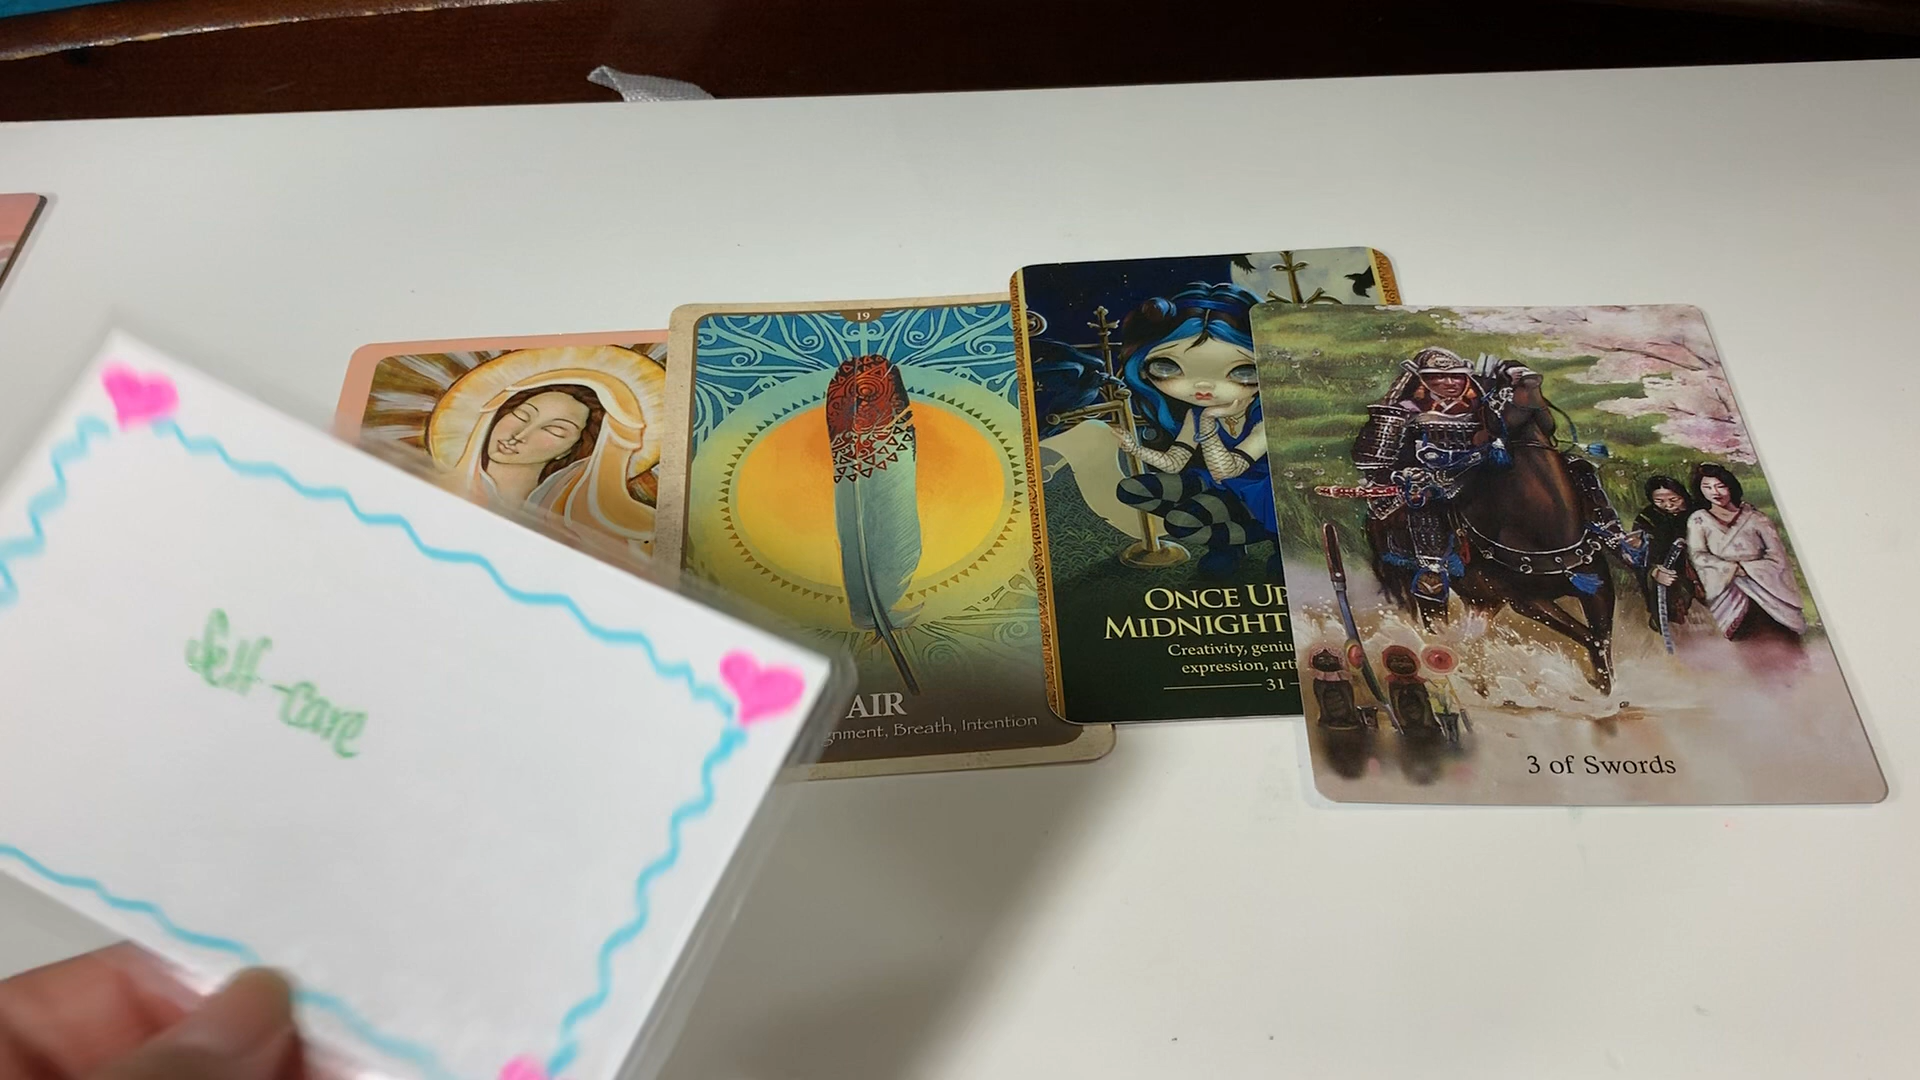 Self-care
19
AIR
gnment, Breath, Intention
ONCE UP
MIDNIGHT
Creativity, geniu
expression, arti
31
3 of Swords